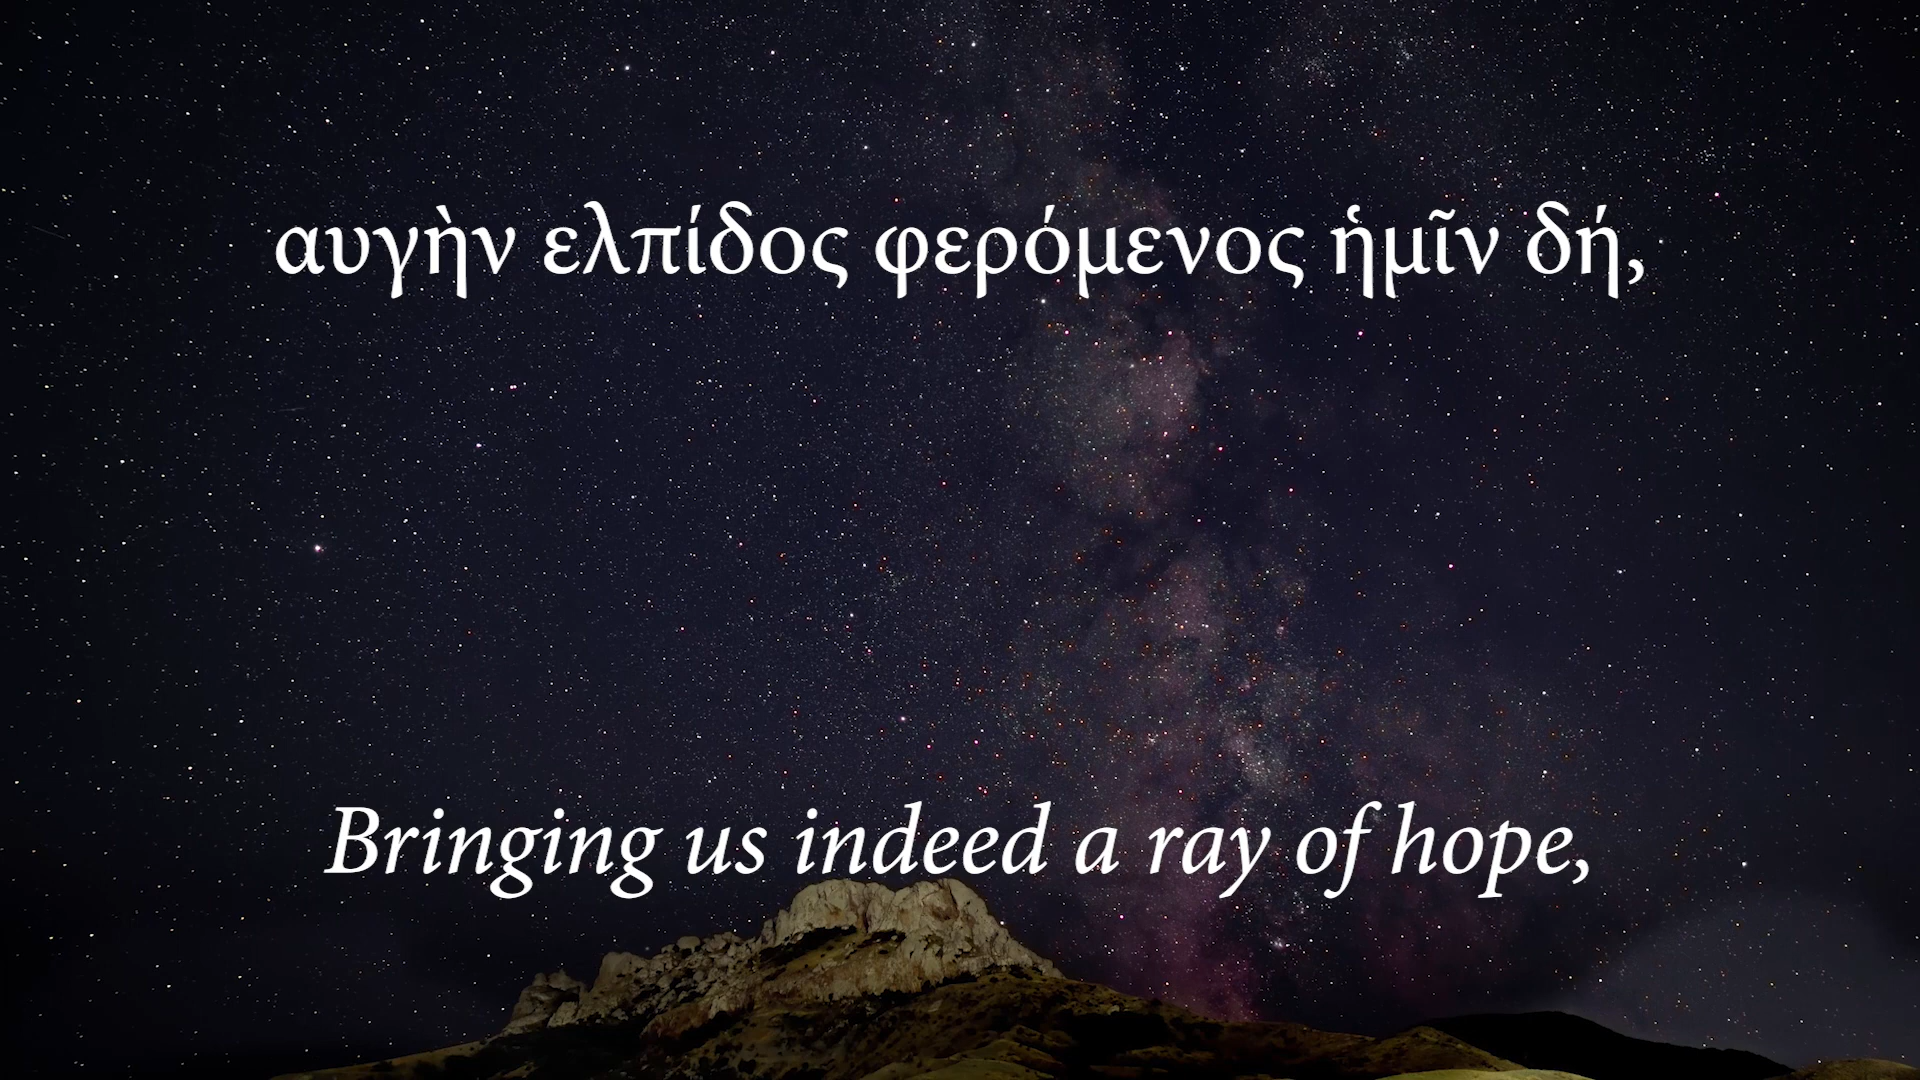 αυγὴν ελπίδος φερόμενος ἡμῖν δή,
Bringing us indeed a ray of hope,